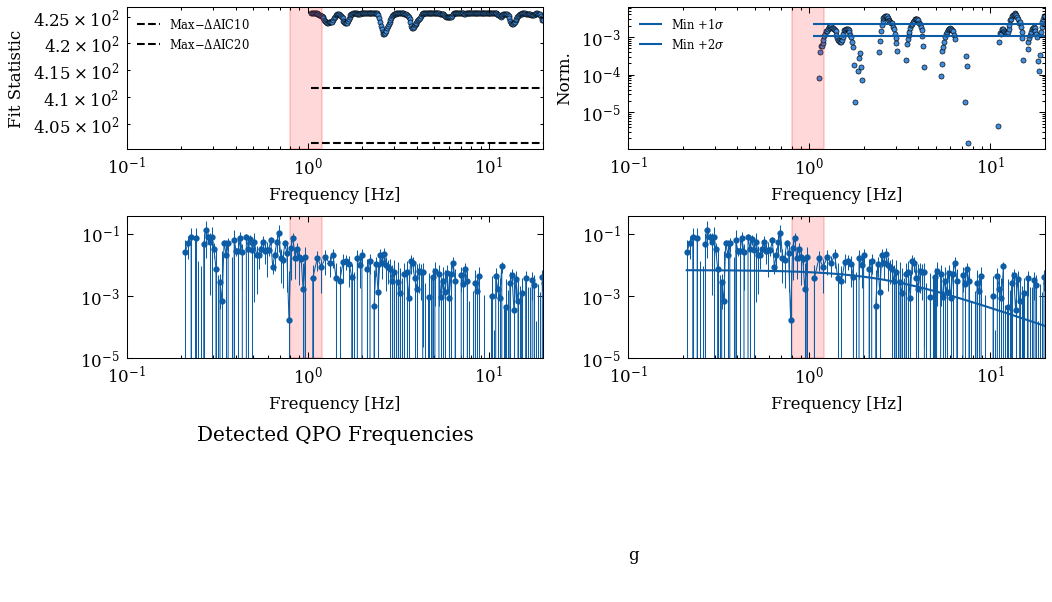 Fit Statistic
4.25 × 10²
4.2 × 10²
4.15 × 10²
4.1 × 10²
4.05 × 10²
Max−ΔAIC10
Max−ΔAIC20
10⁻¹ 10⁰ 10¹
Frequency [Hz]
Norm.
10⁻³
10⁻⁴
10⁻⁵
Min +1σ
Min +2σ
10⁻¹ 10⁰ 10¹
Frequency [Hz]
10⁻¹
10⁻³
10⁻⁵
10⁻¹ 10⁰ 10¹
Frequency [Hz]
10⁻¹
10⁻³
10⁻⁵
10⁻¹ 10⁰ 10¹
Frequency [Hz]
Detected QPO Frequencies
g